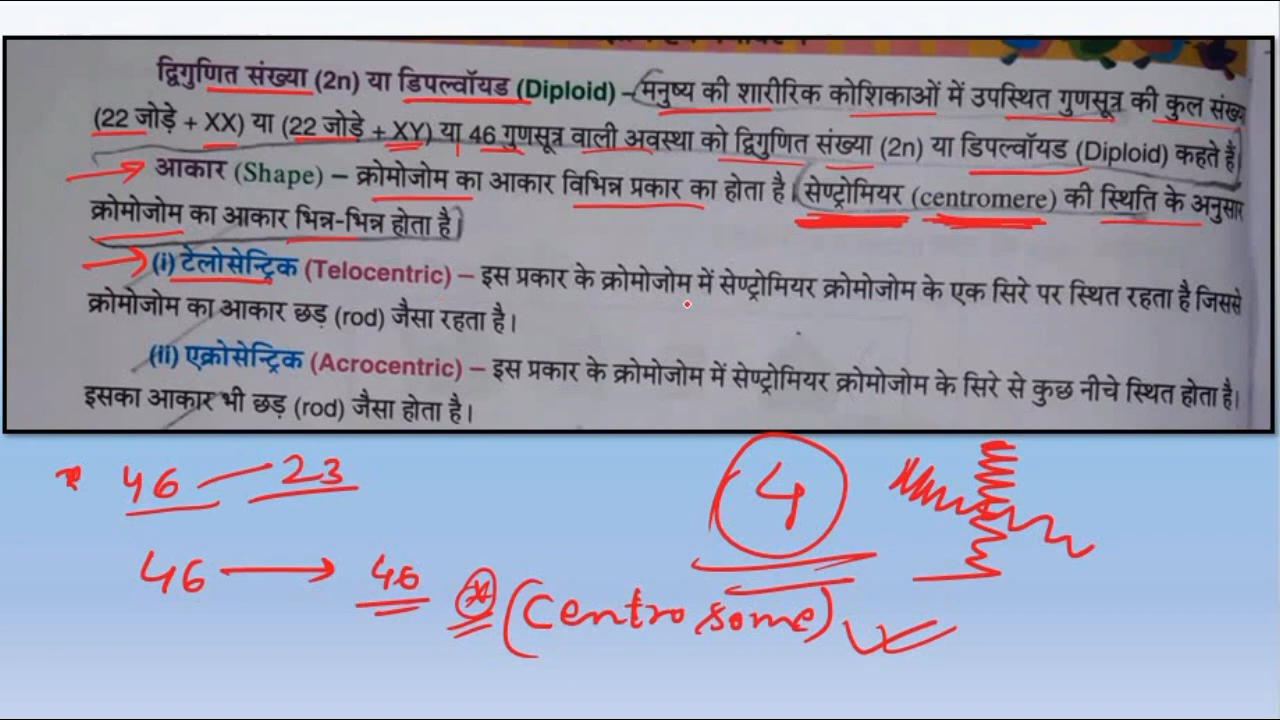 द्विगुणित संख्या (2n) या डिपल्वॉयड (Diploid) – मनुष्य की शारीरिक कोशिकाओं में उपस्थित गुणसूत्र की कुल संख्या
(22 जोड़े + XX) या (22 जोड़े + XY) या 46 गुणसूत्र वाली अवस्था को द्विगुणित संख्या (2n) या डिपल्वॉयड (Diploid) कहते हैं
आकार (Shape) – क्रोमोजोम का आकार विभिन्न प्रकार का होता है। सेण्ट्रोमियर (centromere) की स्थिति के अनुसार
क्रोमोजोम का आकार भिन्न-भिन्न होता है।
(i) टेलोसेन्ट्रिक (Telocentric) – इस प्रकार के क्रोमोजोम में सेण्ट्रोमियर क्रोमोजोम के एक सिरे पर स्थित रहता है जिससे
क्रोमोजोम का आकार छड़ (rod) जैसा रहता है।
(ii) एक्रोसेन्ट्रिक (Acrocentric) – इस प्रकार के क्रोमोजोम में सेण्ट्रोमियर क्रोमोजोम के सिरे से कुछ नीचे स्थित होता है।
इसका आकार भी छड़ (rod) जैसा होता है।
46 — 23
4
46 → 46
(Centrosome)